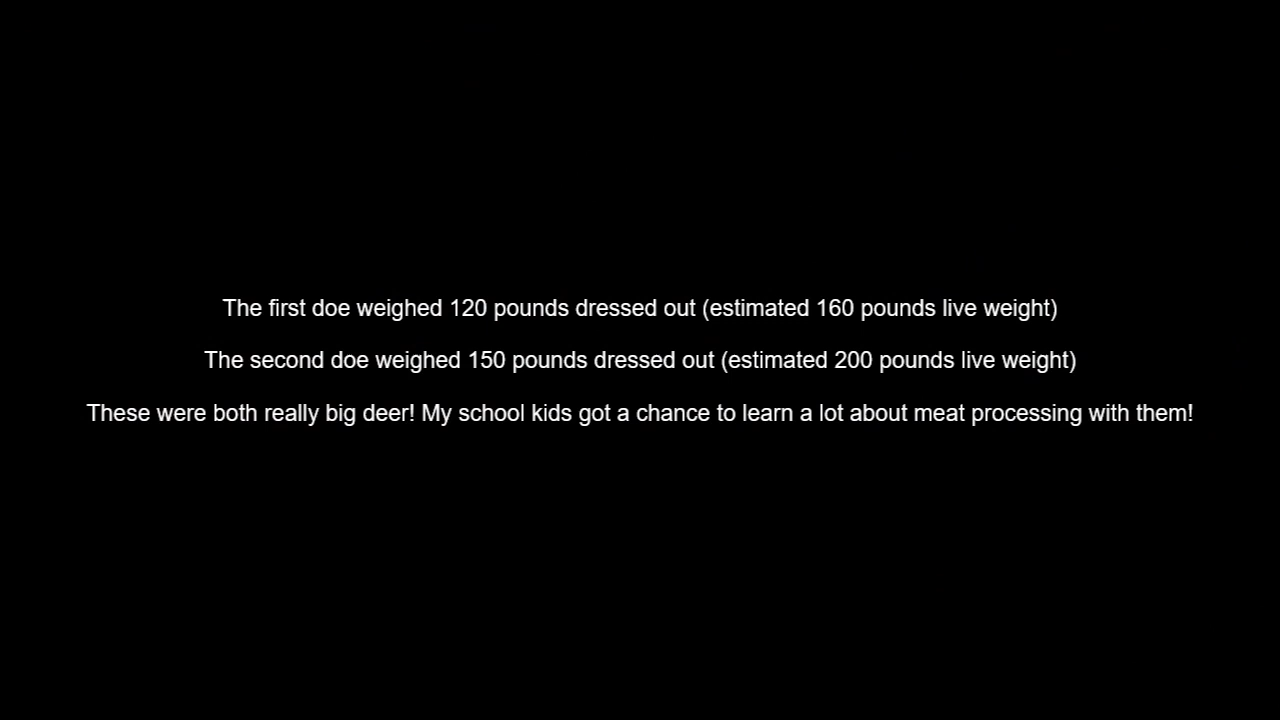 The first doe weighed 120 pounds dressed out (estimated 160 pounds live weight)
The second doe weighed 150 pounds dressed out (estimated 200 pounds live weight)
These were both really big deer! My school kids got a chance to learn a lot about meat processing with them!